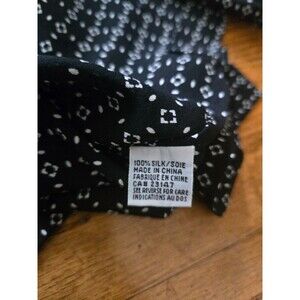 100% SILK/SOIE
MADE IN CHINA
FABRIQUE EN CHINE
CA# 23147
SEE REVERSE FOR CARE
INDICATIONS AU DOS